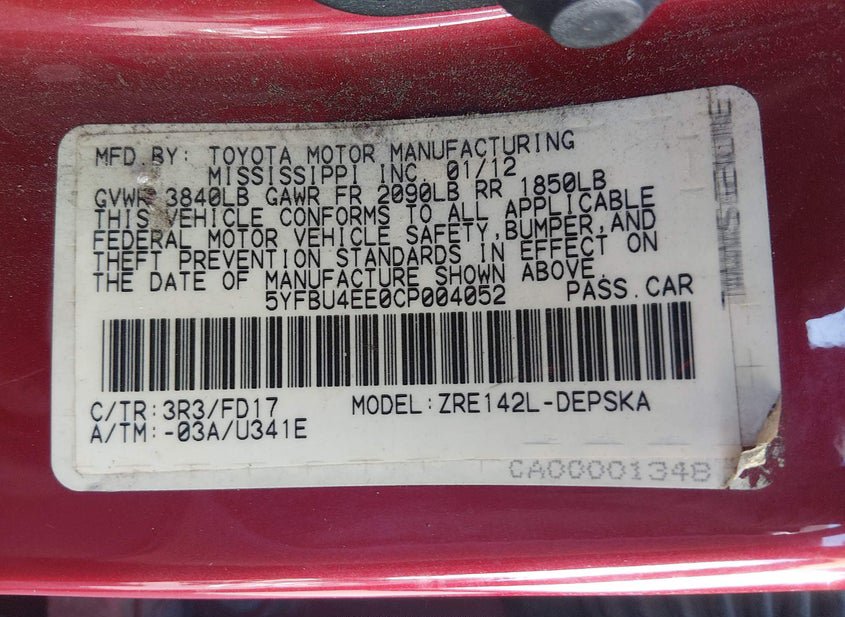 MFD.BY: TOYOTA MOTOR MANUFACTURING
MISSISSIPPI INC. 01/12
GVWR 3840LB GAWR FR 2090LB RR 1850LB
THIS VEHICLE CONFORMS TO ALL APPLICABLE
FEDERAL MOTOR VEHICLE SAFETY,BUMPER,AND
THEFT PREVENTION STANDARDS IN EFFECT ON
THE DATE OF MANUFACTURE SHOWN ABOVE.
5YFBU4EE0CP004052 PASS.CAR
C/TR:3R3/FD17 MODEL:ZRE142L-DEPSKA
A/TM:-03A/U341E
CA00001348